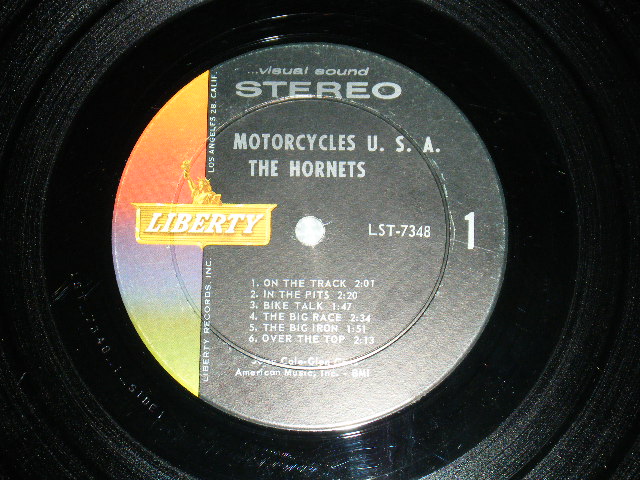 ...visual sound
STEREO
MOTORCYCLES U. S. A.
THE HORNETS
LIBERTY
LST-7348
1
1. ON THE TRACK 2:01
2. IN THE PITS 2:20
3. BIKE TALK 1:47
4. THE BIG RACE 2:34
5. THE BIG IRON 1:51
6. OVER THE TOP 2:13
American Music, Inc. - BMI
LIBERTY RECORDS, INC.
LOS ANGELES 28, CALIF.